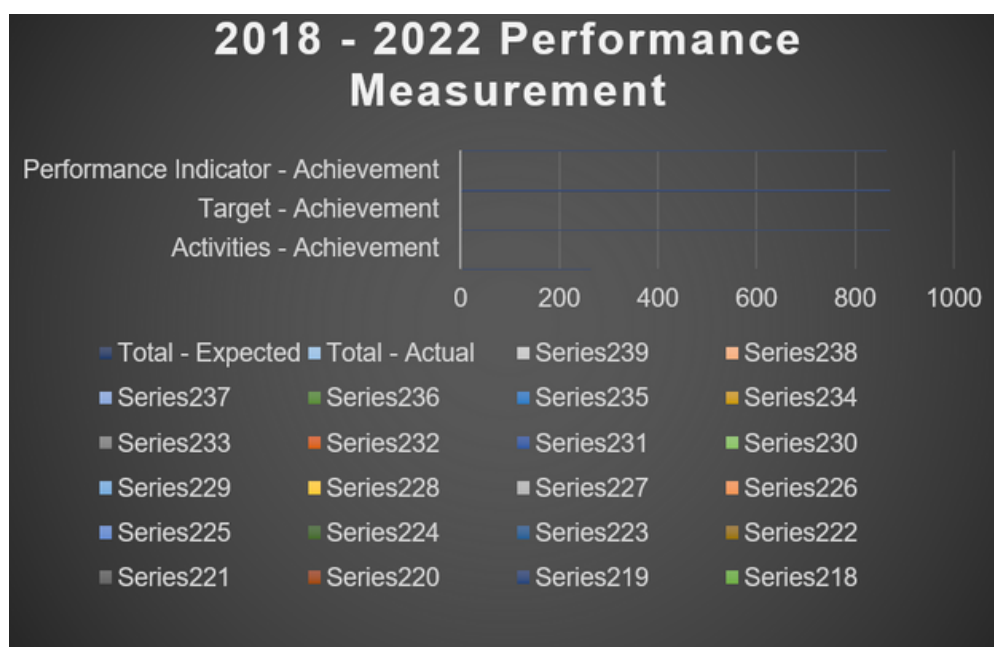 2018 - 2022 Performance
Measurement
Performance Indicator - Achievement
Target - Achievement
Activities - Achievement
0 200 400 600 800 1000
Total - Expected Total - Actual Series239 Series238
Series237 Series236 Series235 Series234
Series233 Series232 Series231 Series230
Series229 Series228 Series227 Series226
Series225 Series224 Series223 Series222
Series221 Series220 Series219 Series218